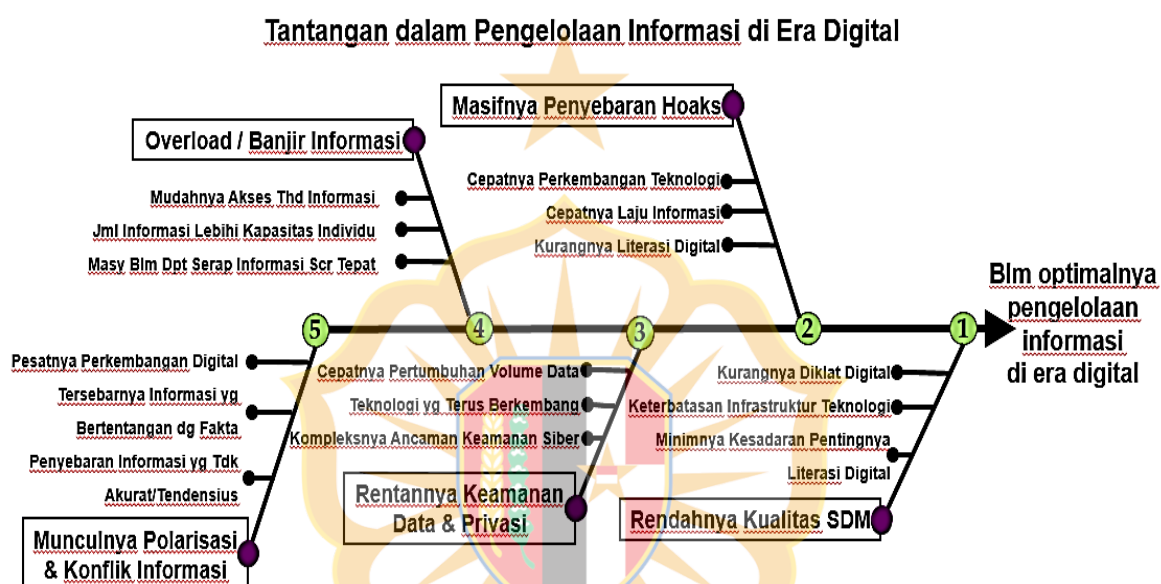 Tantangan dalam Pengelolaan Informasi di Era Digital
Masifnya Penyebaran Hoaks
Cepatnya Perkembangan Teknologi
Cepatnya Laju Informasi
Kurangnya Literasi Digital
Overload / Banjir Informasi
Mudahnya Akses Thd Informasi
Jml Informasi Lebihi Kapasitas Individu
Masy Blm Dpt Serap Informasi Scr Tepat
5
4
3
2
1
Blm optimalnya
pengelolaan
informasi
di era digital
Pesatnya Perkembangan Digital
Tersebarnya Informasi yg
Bertentangan dg Fakta
Penyebaran Informasi yg Tdk
Akurat/Tendensius
Munculnya Polarisasi
& Konflik Informasi
Cepatnya Pertumbuhan Volume Data
Teknologi yg Terus Berkembang
Kompleksnya Ancaman Keamanan Siber
Rentannya Keamanan
Data & Privasi
Kurangnya Diklat Digital
Keterbatasan Infrastruktur Teknologi
Minimnya Kesadaran Pentingnya
Literasi Digital
Rendahnya Kualitas SDM